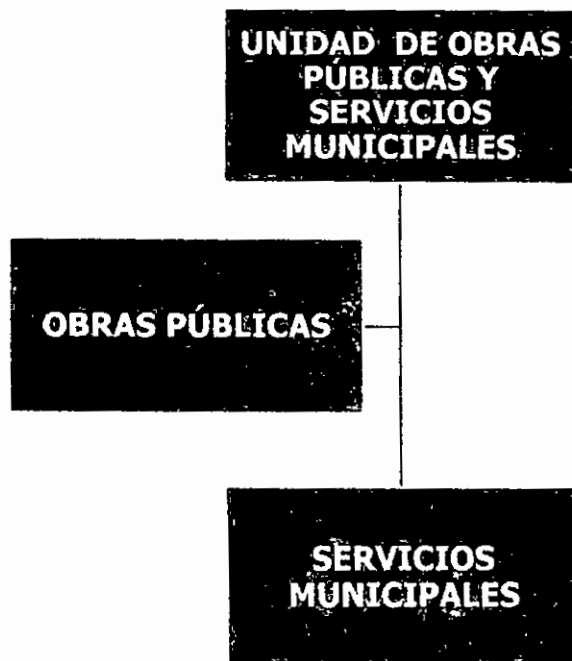 UNIDAD DE OBRAS
PÚBLICAS Y
SERVICIOS
MUNICIPALES
OBRAS PÚBLICAS
SERVICIOS
MUNICIPALES